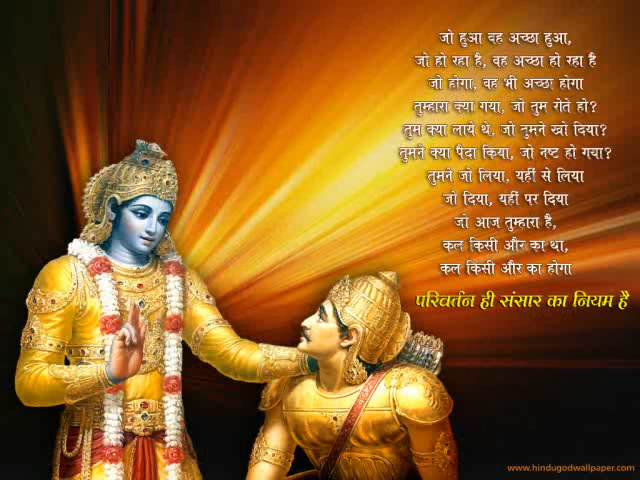 जो हुआ वह अच्छा हुआ,
जो हो रहा है, वह अच्छा हो रहा है
जो होगा, वह भी अच्छा होगा
तुम्हारा क्या गया, जो तुम रोते हो?
तुम क्या लाये थे, जो तुमने खो दिया?
तुमने क्या पैदा किया, जो नष्ट हो गया?
तुमने जो लिया, यहीं से लिया
जो दिया, यहीं पर दिया
जो आज तुम्हारा है,
कल किसी और का था,
कल किसी और का होगा
परिवर्तन ही संसार का नियम है
www.hindugodwallpaper.com